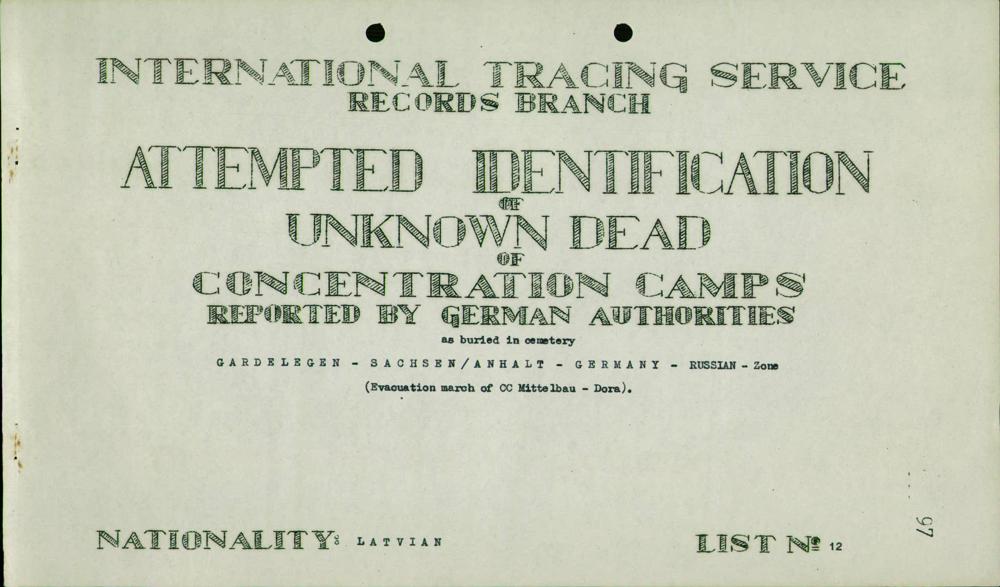 INTERNATIONAL TRACING SERVICE
RECORDS BRANCH
ATTEMPTED IDENTIFICATION
OF
UNKNOWN DEAD
OF
CONCENTRATION CAMPS
REPORTED BY GERMAN AUTHORITIES
as buried in cemetery
GARDELEGEN - SACHSEN/ANHALT - GERMANY - RUSSIAN - Zone
(Evacuation march of CC Mittelbau - Dora).
97
NATIONALITY: LATVIAN
LIST Nº 12